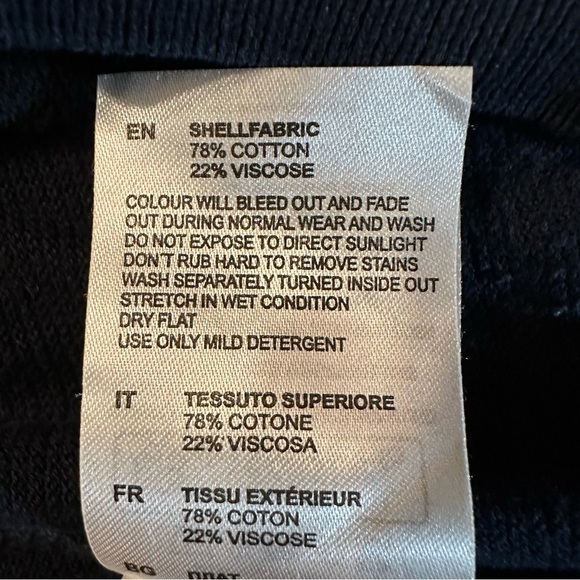 EN SHELLFABRIC
78% COTTON
22% VISCOSE
COLOUR WILL BLEED OUT AND FADE
OUT DURING NORMAL WEAR AND WASH
DO NOT EXPOSE TO DIRECT SUNLIGHT
DON'T RUB HARD TO REMOVE STAINS
WASH SEPARATELY TURNED INSIDE OUT
STRETCH IN WET CONDITION
DRY FLAT
USE ONLY MILD DETERGENT
IT TESSUTO SUPERIORE
78% COTONE
22% VISCOSA
FR TISSU EXTÉRIEUR
78% COTON
22% VISCOSE
BG ПЛАТ